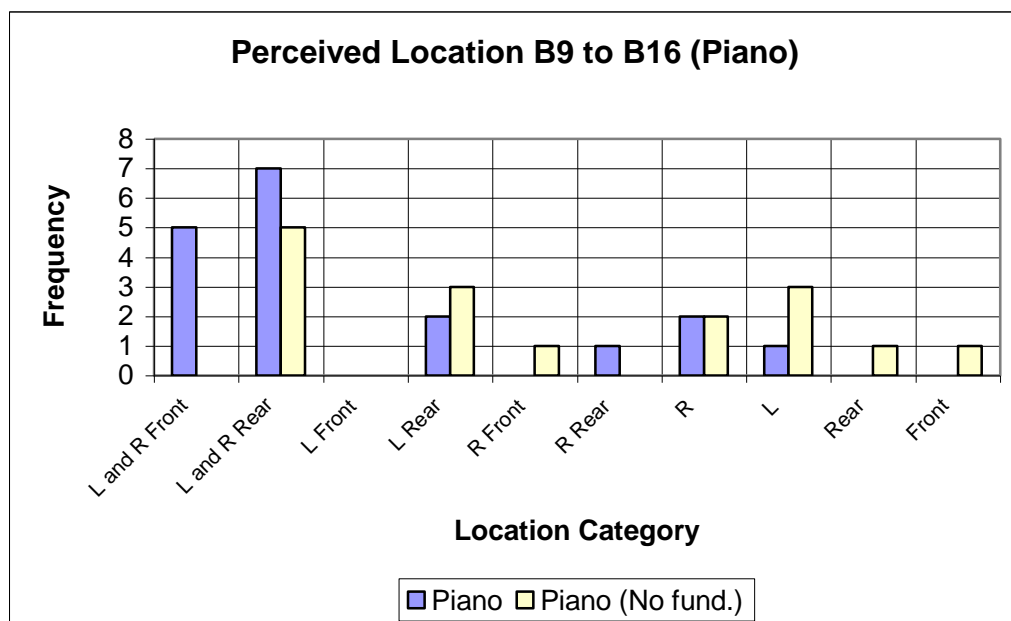 Perceived Location B9 to B16 (Piano)
Frequency
8
7
6
5
4
3
2
1
0
L and R Front
L and R Rear
L Front
L Rear
R Front
R Rear
R
L
Rear
Front
Location Category
Piano
Piano (No fund.)